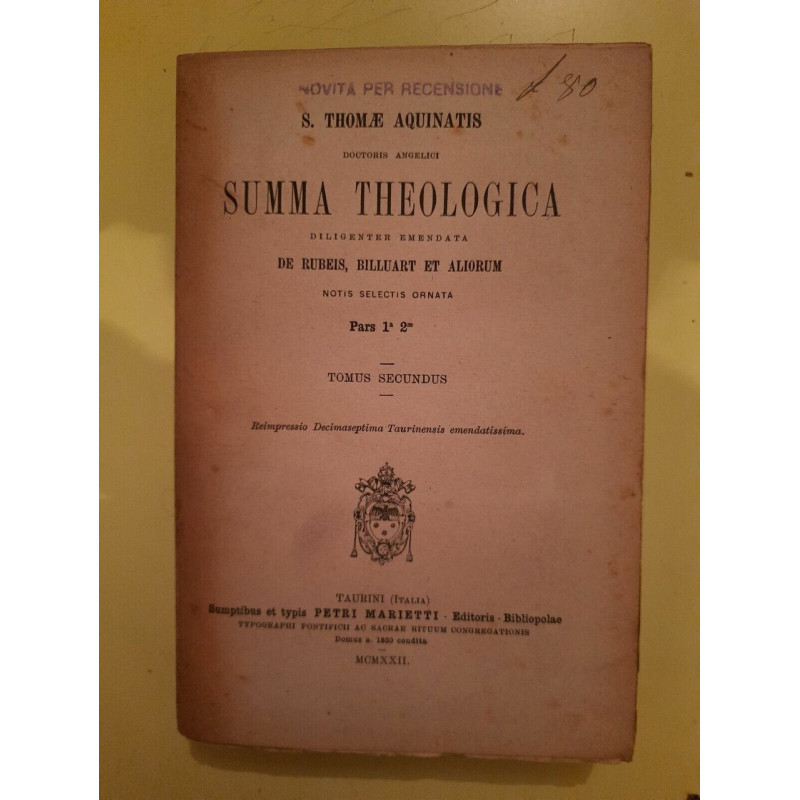 NOVITÀ PER RECENSIONE
£ 80
S. THOMÆ AQUINATIS
DOCTORIS ANGELICI
SUMMA THEOLOGICA
DILIGENTER EMENDATA
DE RUBEIS, BILLUART ET ALIORUM
NOTIS SELECTIS ORNATA
Pars 1ª 2æ
TOMUS SECUNDUS
Reimpressio Decimaseptima Taurinensis emendatissima.
TAURINI (ITALIA)
Sumptibus et typis PETRI MARIETTI - Editoris - Bibliopolae
TYPOGRAPHI PONTIFICII AC SACRAE RITUUM CONGREGATIONIS
Domus a. 1820 condita
MCMXXII.